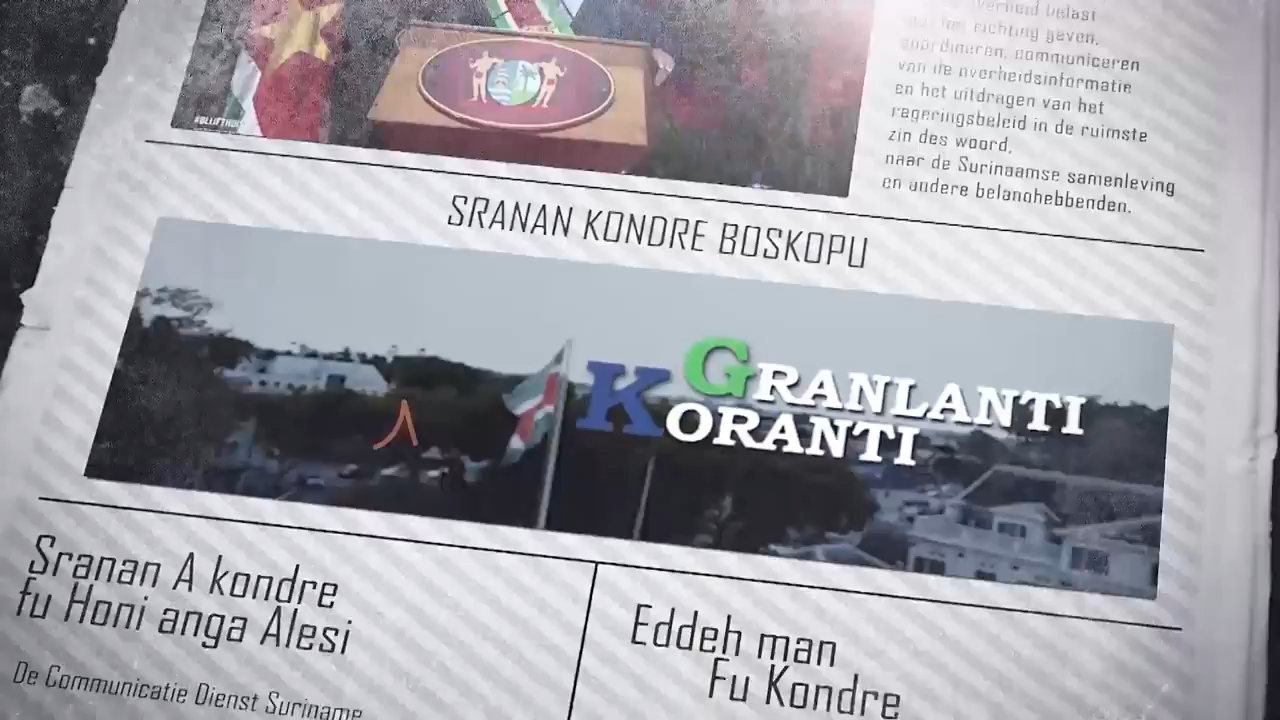 overheid belast
richting geven,
coördineren, communiceren
van de overheidsinformatie
en het uitdragen van het
regeringsbeleid in de ruimste
zin des woord,
naar de Surinaamse samenleving
en andere belanghebbenden.
SRANAN KONDRE BOSKOPU
GRANLANTI
KORANTI
Sranan A kondre
fu Honi anga Alesi
De Communicatie Dienst Suriname
Eddeh man
Fu Kondre